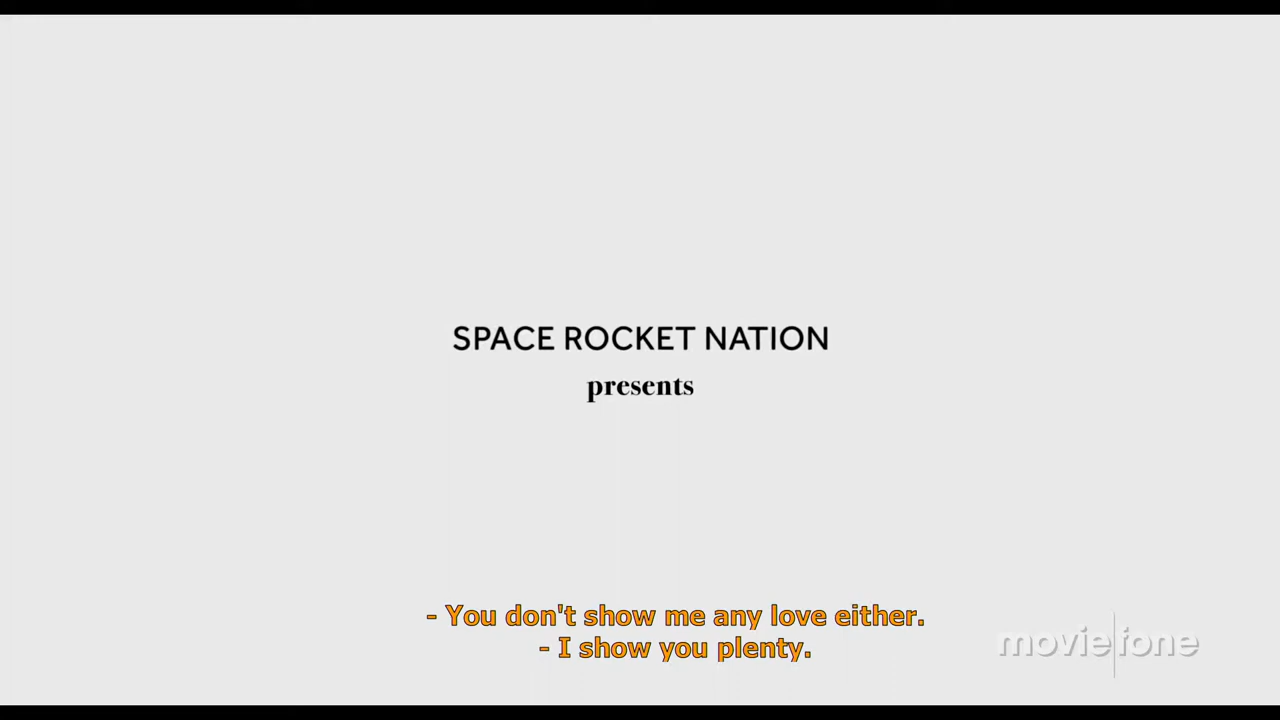 SPACE ROCKET NATION
presents
- You don't show me any love either.
- I show you plenty.
moviefone